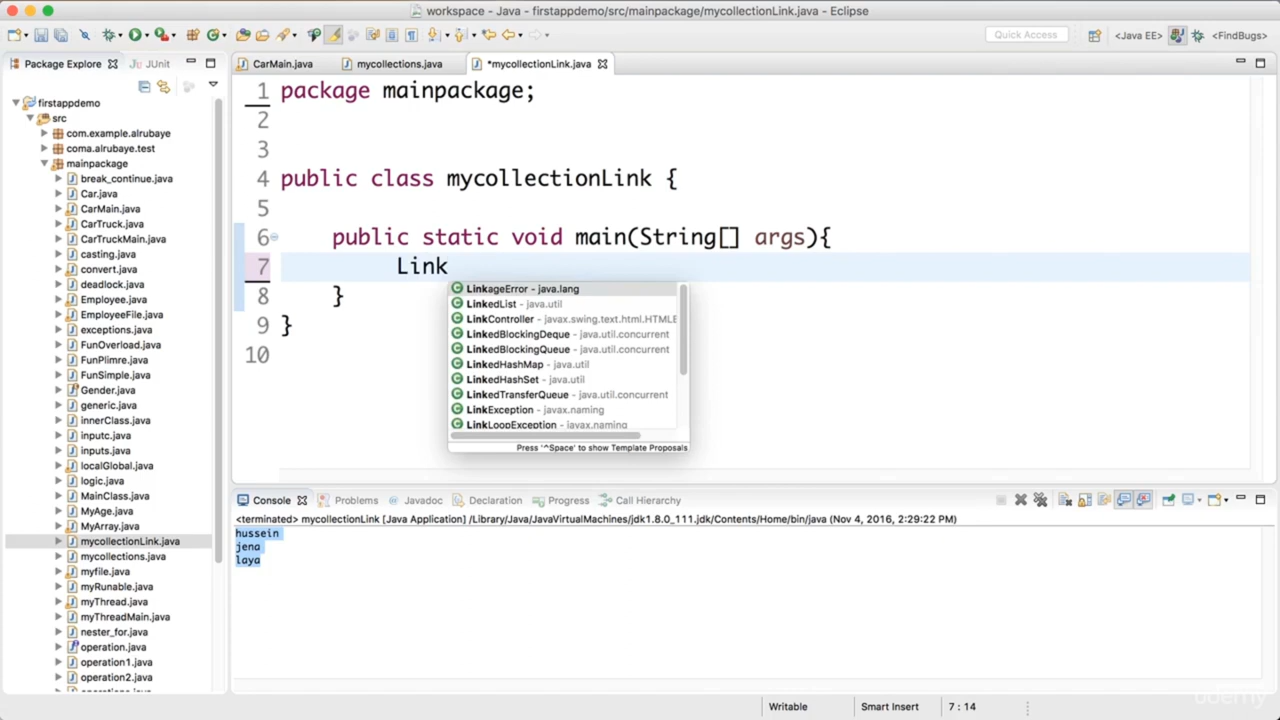 workspace - Java - firstappdemo/src/mainpackage/mycollectionLink.java - Eclipse
Quick Access
<Java EE>
<FindBugs>
Package Explorer
JUnit
CarMain.java
mycollections.java
*mycollectionLink.java
firstappdemo
src
com.example.alrubaye
coma.alrubaye.test
mainpackage
break_continue.java
Car.java
CarMain.java
CarTruck.java
CarTruckMain.java
casting.java
convert.java
deadlock.java
Employee.java
EmployeeFile.java
exceptions.java
FunOverload.java
FunPlimre.java
FunSimple.java
Gender.java
generic.java
innerClass.java
inputc.java
inputs.java
localGlobal.java
logic.java
MainClass.java
MyAge.java
MyArray.java
mycollectionLink.java
mycollections.java
myfile.java
myRunable.java
myThread.java
myThreadMain.java
nester_for.java
operation.java
operation1.java
operation2.java
1 package mainpackage;
2
3
4 public class mycollectionLink {
5
6 public static void main(String[] args){
7 Link
8 }
9 }
10
LinkageError - java.lang
LinkedList - java.util
LinkController - javax.swing.text.html.HTMLE
LinkedBlockingDeque - java.util.concurrent
LinkedBlockingQueue - java.util.concurrent
LinkedHashMap - java.util
LinkedHashSet - java.util
LinkedTransferQueue - java.util.concurrent
LinkException - javax.naming
LinkLoopException - javax.naming
Press '^Space' to show Template Proposals
Console
Problems
@ Javadoc
Declaration
Progress
Call Hierarchy
<terminated> mycollectionLink [Java Application] /Library/Java/JavaVirtualMachines/jdk1.8.0_111.jdk/Contents/Home/bin/java (Nov 4, 2016, 2:29:22 PM)
hussein
jena
laya
Writable
Smart Insert
7 : 14
udemy